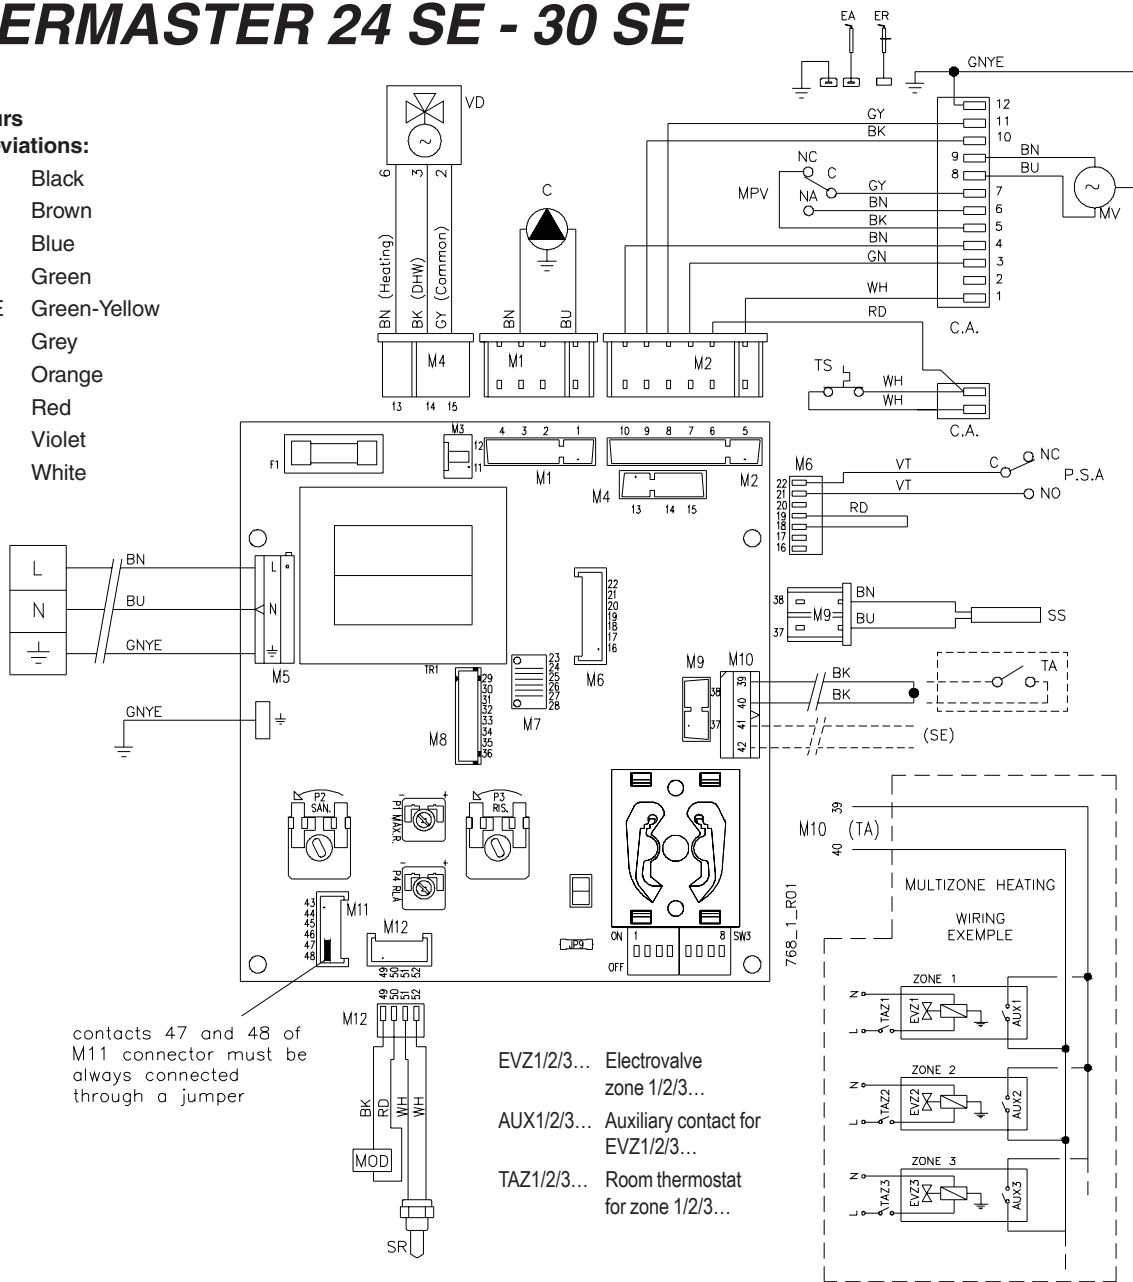 ERMASTER 24 SE - 30 SE
urs
viations:
Black
Brown
Blue
Green
E Green-Yellow
Grey
Orange
Red
Violet
White
VD
6
3
2
BN (Heating)
BK (DHW)
GY (Common)
M4
13 14 15
C
BN
BU
M1
M2
EA ER
GNYE
12
11
10
9
8
7
6
5
4
3
2
1
GY
BK
BN
BU
MV
NC
C
MPV
NA
GY
BN
BK
BN
GN
WH
RD
C.A.
TS
WH
WH
C.A.
F1
M3
12
11
4 3 2 1
M1
10 9 8 7 6 5
M2
M4
13 14 15
M6
22
21
20
19
18
17
16
VT
VT
RD
C
NC
P.S.A
NO
L
N
BN
BU
GNYE
L
N
M5
GNYE
TR1
22
21
20
19
18
17
16
M6
23
24
25
26
27
28
M7
29
30
31
32
33
34
35
36
M8
38
37
M9
BN
BU
SS
M9
38
37
M10
39
40
41
42
BK
BK
TA
(SE)
P2
SAN.
P1 MAX.R.
P3
RIS.
P4 RLA
43
44
45
46
47
48
M11
M12
49 50 51 52
JP9
ON 1 8 SW3
OFF
768_1_R01
M12
49 50 51 52
BK
RD
WH
WH
MOD
SR
contacts 47 and 48 of
M11 connector must be
always connected
through a jumper
EVZ1/2/3... Electrovalve
zone 1/2/3...
AUX1/2/3... Auxiliary contact for
EVZ1/2/3...
TAZ1/2/3... Room thermostat
for zone 1/2/3...
39
M10 (TA)
40
MULTIZONE HEATING
WIRING
EXEMPLE
ZONE 1
N
L
TAZ1
EVZ1
AUX1
ZONE 2
N
L
TAZ2
EVZ2
AUX2
ZONE 3
N
L
TAZ3
EVZ3
AUX3